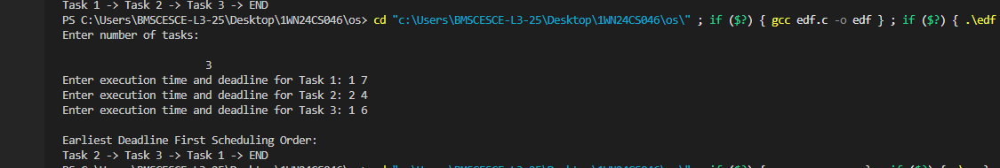 Task 1 -> Task 2 -> Task 3 -> END
PS C:\Users\BMSCESCE-L3-25\Desktop\1WN24CS046\os> cd "c:\Users\BMSCESCE-L3-25\Desktop\1WN24CS046\os\" ; if ($?) { gcc edf.c -o edf } ; if ($?) { .\edf
Enter number of tasks:
3
Enter execution time and deadline for Task 1: 1 7
Enter execution time and deadline for Task 2: 2 4
Enter execution time and deadline for Task 3: 1 6
Earliest Deadline First Scheduling Order:
Task 2 -> Task 3 -> Task 1 -> END